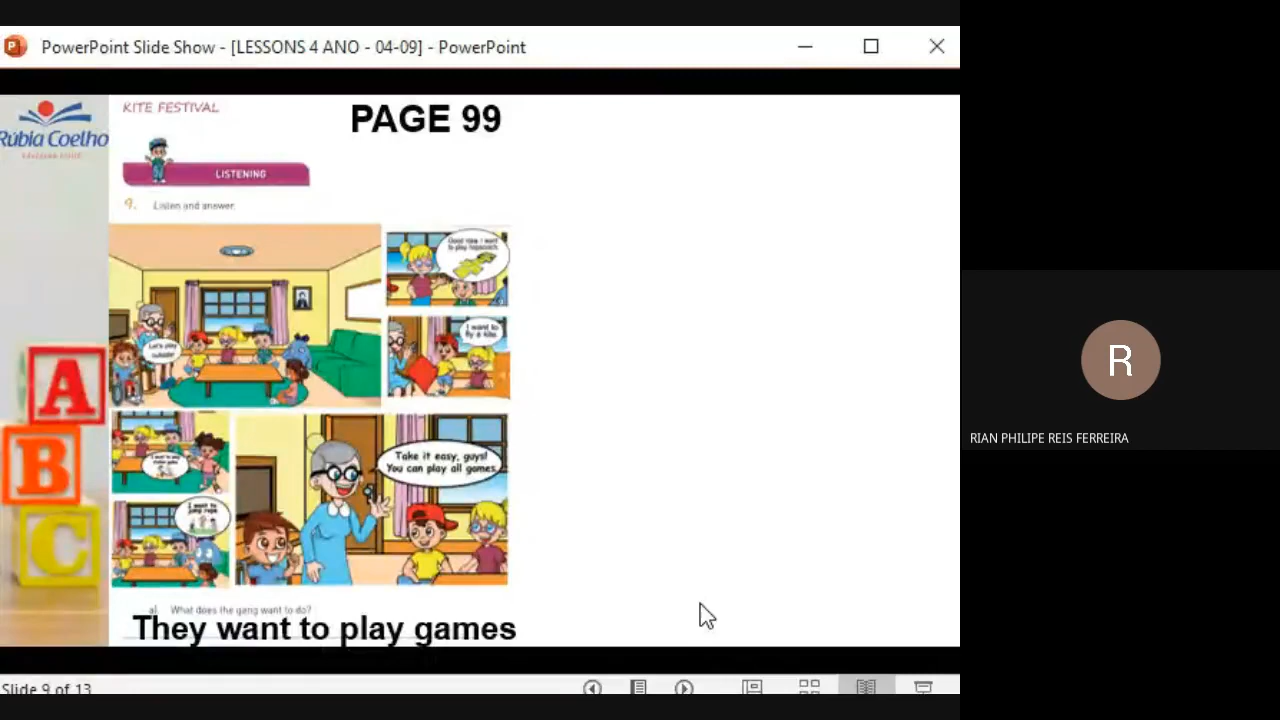 PowerPoint Slide Show - [LESSONS 4 ANO - 04-09] - PowerPoint
Rúbia Coelho
KITE FESTIVAL
PAGE 99
LISTENING
9. Listen and answer.
Good idea! I want
to play hopscotch.
Let's play
outside!
I want to
fly a kite.
I want to
jump rope.
Take it easy, guys!
You can play all games.
a) What does the gang want to do?
They want to play games
A
B
C
Slide 9 of 13
R
RIAN PHILIPE REIS FERREIRA